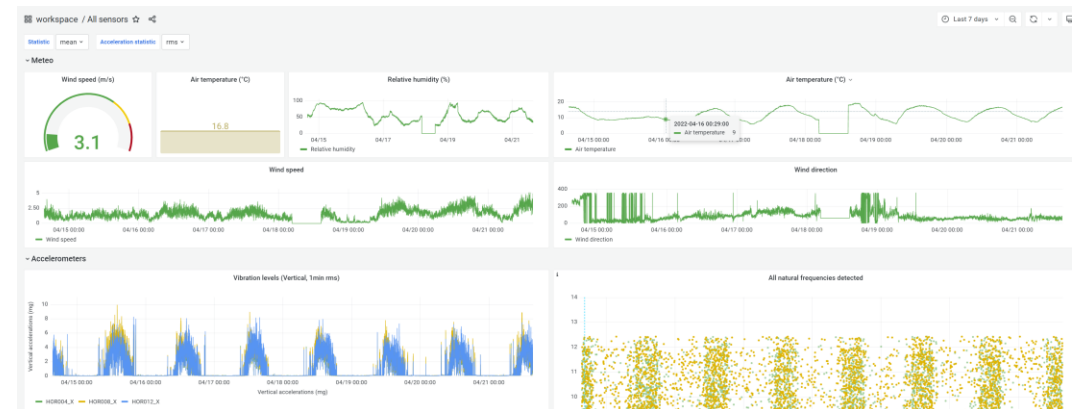 workspace / All sensors
Last 7 days
Statistic mean Acceleration statistic rms
Meteo
Wind speed (m/s)
3.1
Air temperature (°C)
16.8
Relative humidity (%)
100
50
0
04/15 04/17 04/19 04/21
Relative humidity
Air temperature (°C)
20
10
0
2022-04-16 00:29:00
Air temperature 9
04/15 00:00 04/18 00:00 04/19 00:00 04/20 00:00 04/21 00:00
Air temperature
Wind speed
5
2.50
0
04/15 00:00 04/16 00:00 04/17 00:00 04/18 00:00 04/19 00:00 04/20 00:00 04/21 00:00
Wind speed
Wind direction
400
200
0
04/15 00:00 04/16 00:00 04/17 00:00 04/18 00:00 04/19 00:00 04/20 00:00 04/21 00:00
Wind direction
Accelerometers
Vibration levels (Vertical, 1min rms)
Vertical accelerations (mg)
10
8
6
4
2
0
04/15 00:00 04/16 00:00 04/17 00:00 04/18 00:00 04/19 00:00 04/20 00:00 04/21 00:00
Vertical accelerations (mg)
HOR004_X HOR008_X HOR012_X
All natural frequencies detected
14
13
12
11
10